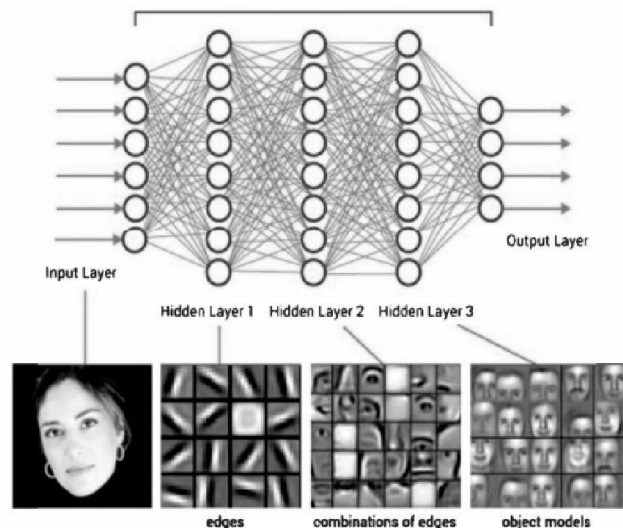 Output Layer
Input Layer
Hidden Layer 1 Hidden Layer 2 Hidden Layer 3
edges combinations of edges object models